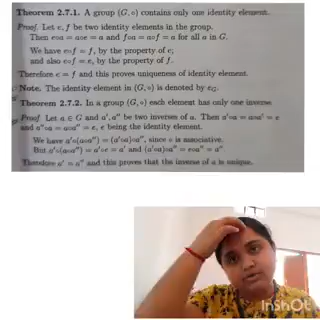 Theorem 2.7.1. A group (G, ∘) contains only one identity element.
Proof. Let e, f be two identity elements in the group.
Then e∘a = a∘e = a and f∘a = a∘f = a for all a in G.
We have e∘f = f, by the property of e;
and also e∘f = e, by the property of f.
Therefore e = f and this proves uniqueness of identity element.
Note. The identity element in (G, ∘) is denoted by eG.
Theorem 2.7.2. In a group (G, ∘) each element has only one inverse.
Proof. Let a ∈ G and a′, a″ be two inverses of a. Then a′∘a = a∘a′ = e
and a″∘a = a∘a″ = e, e being the identity element.
We have a′∘(a∘a″) = (a′∘a)∘a″, since ∘ is associative.
But a′∘(a∘a″) = a′∘e = a′ and (a′∘a)∘a″ = e∘a″ = a″.
Therefore a′ = a″ and this proves that the inverse of a is unique.
InShOt